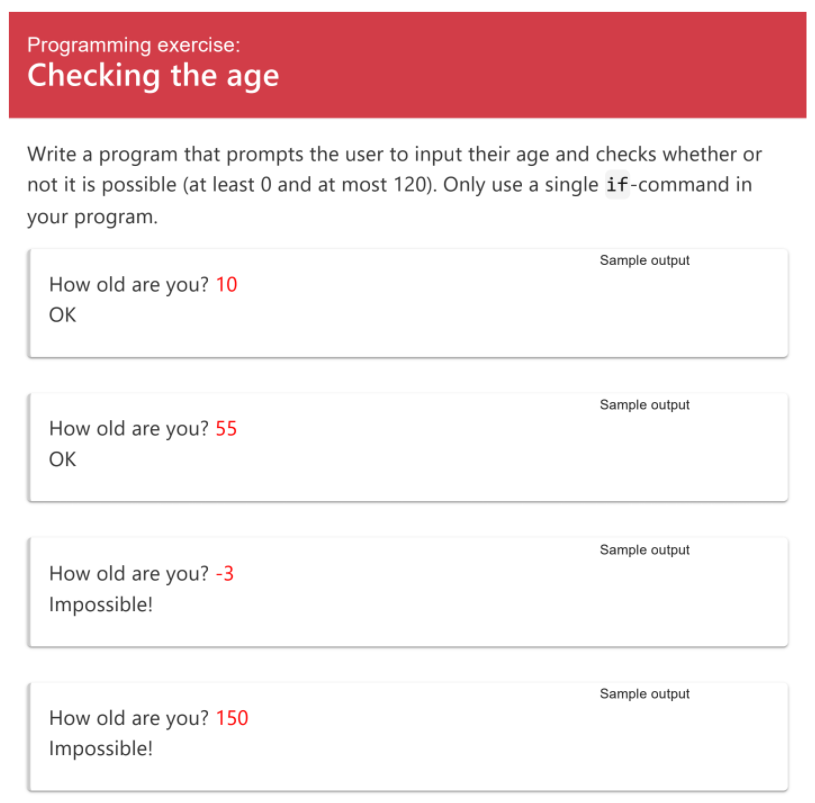 Programming exercise:
Checking the age
Write a program that prompts the user to input their age and checks whether or
not it is possible (at least 0 and at most 120). Only use a single if-command in
your program.
Sample output
How old are you? 10
OK
Sample output
How old are you? 55
OK
Sample output
How old are you? -3
Impossible!
Sample output
How old are you? 150
Impossible!